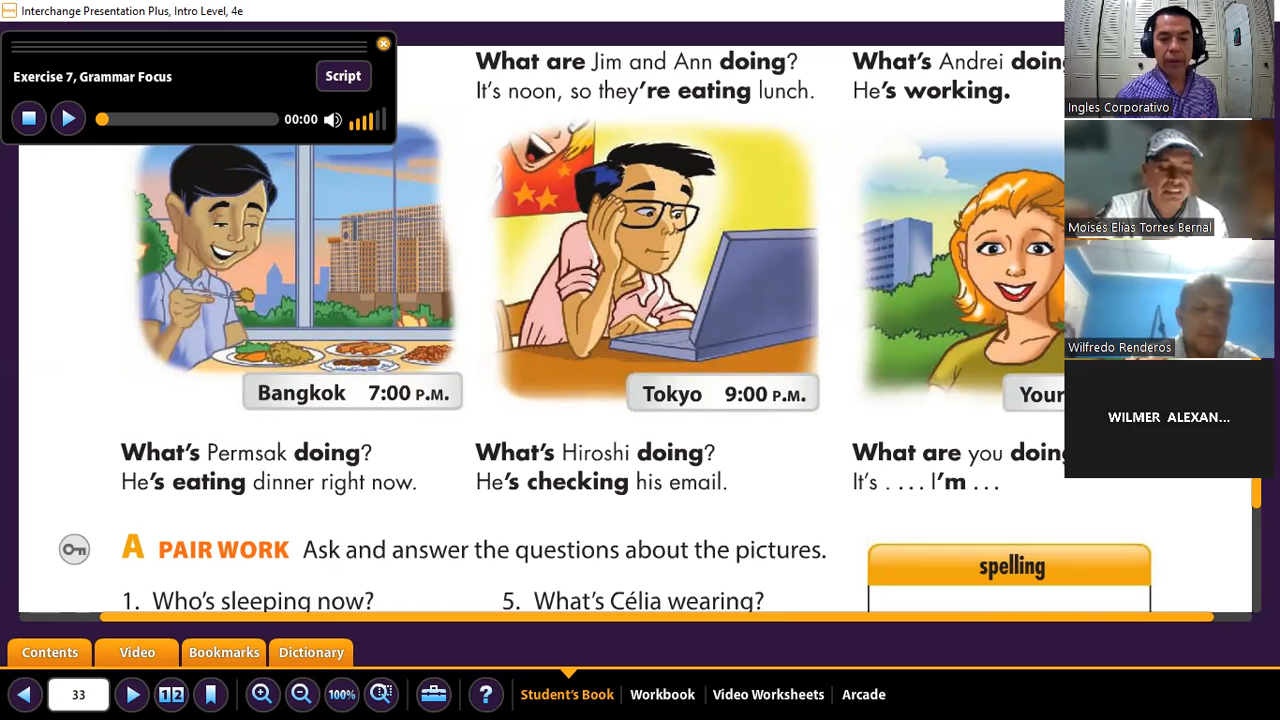 Interchange Presentation Plus, Intro Level, 4e
Exercise 7, Grammar Focus
Script
00:00
What are Jim and Ann doing?
It's noon, so they're eating lunch.
What's Andrei doing
He's working.
Ingles Corporativo
Moisés Elías Torres Bernal
Wilfredo Renderos
WILMER ALEXAN...
Bangkok 7:00 P.M.
Tokyo 9:00 P.M.
Your
What's Permsak doing?
He's eating dinner right now.
What's Hiroshi doing?
He's checking his email.
What are you doing
It's . . . . I'm . . .
A PAIR WORK Ask and answer the questions about the pictures.
1. Who's sleeping now?
5. What's Célia wearing?
spelling
Contents
Video
Bookmarks
Dictionary
33
1 2
100%
?
Student's Book
Workbook
Video Worksheets
Arcade